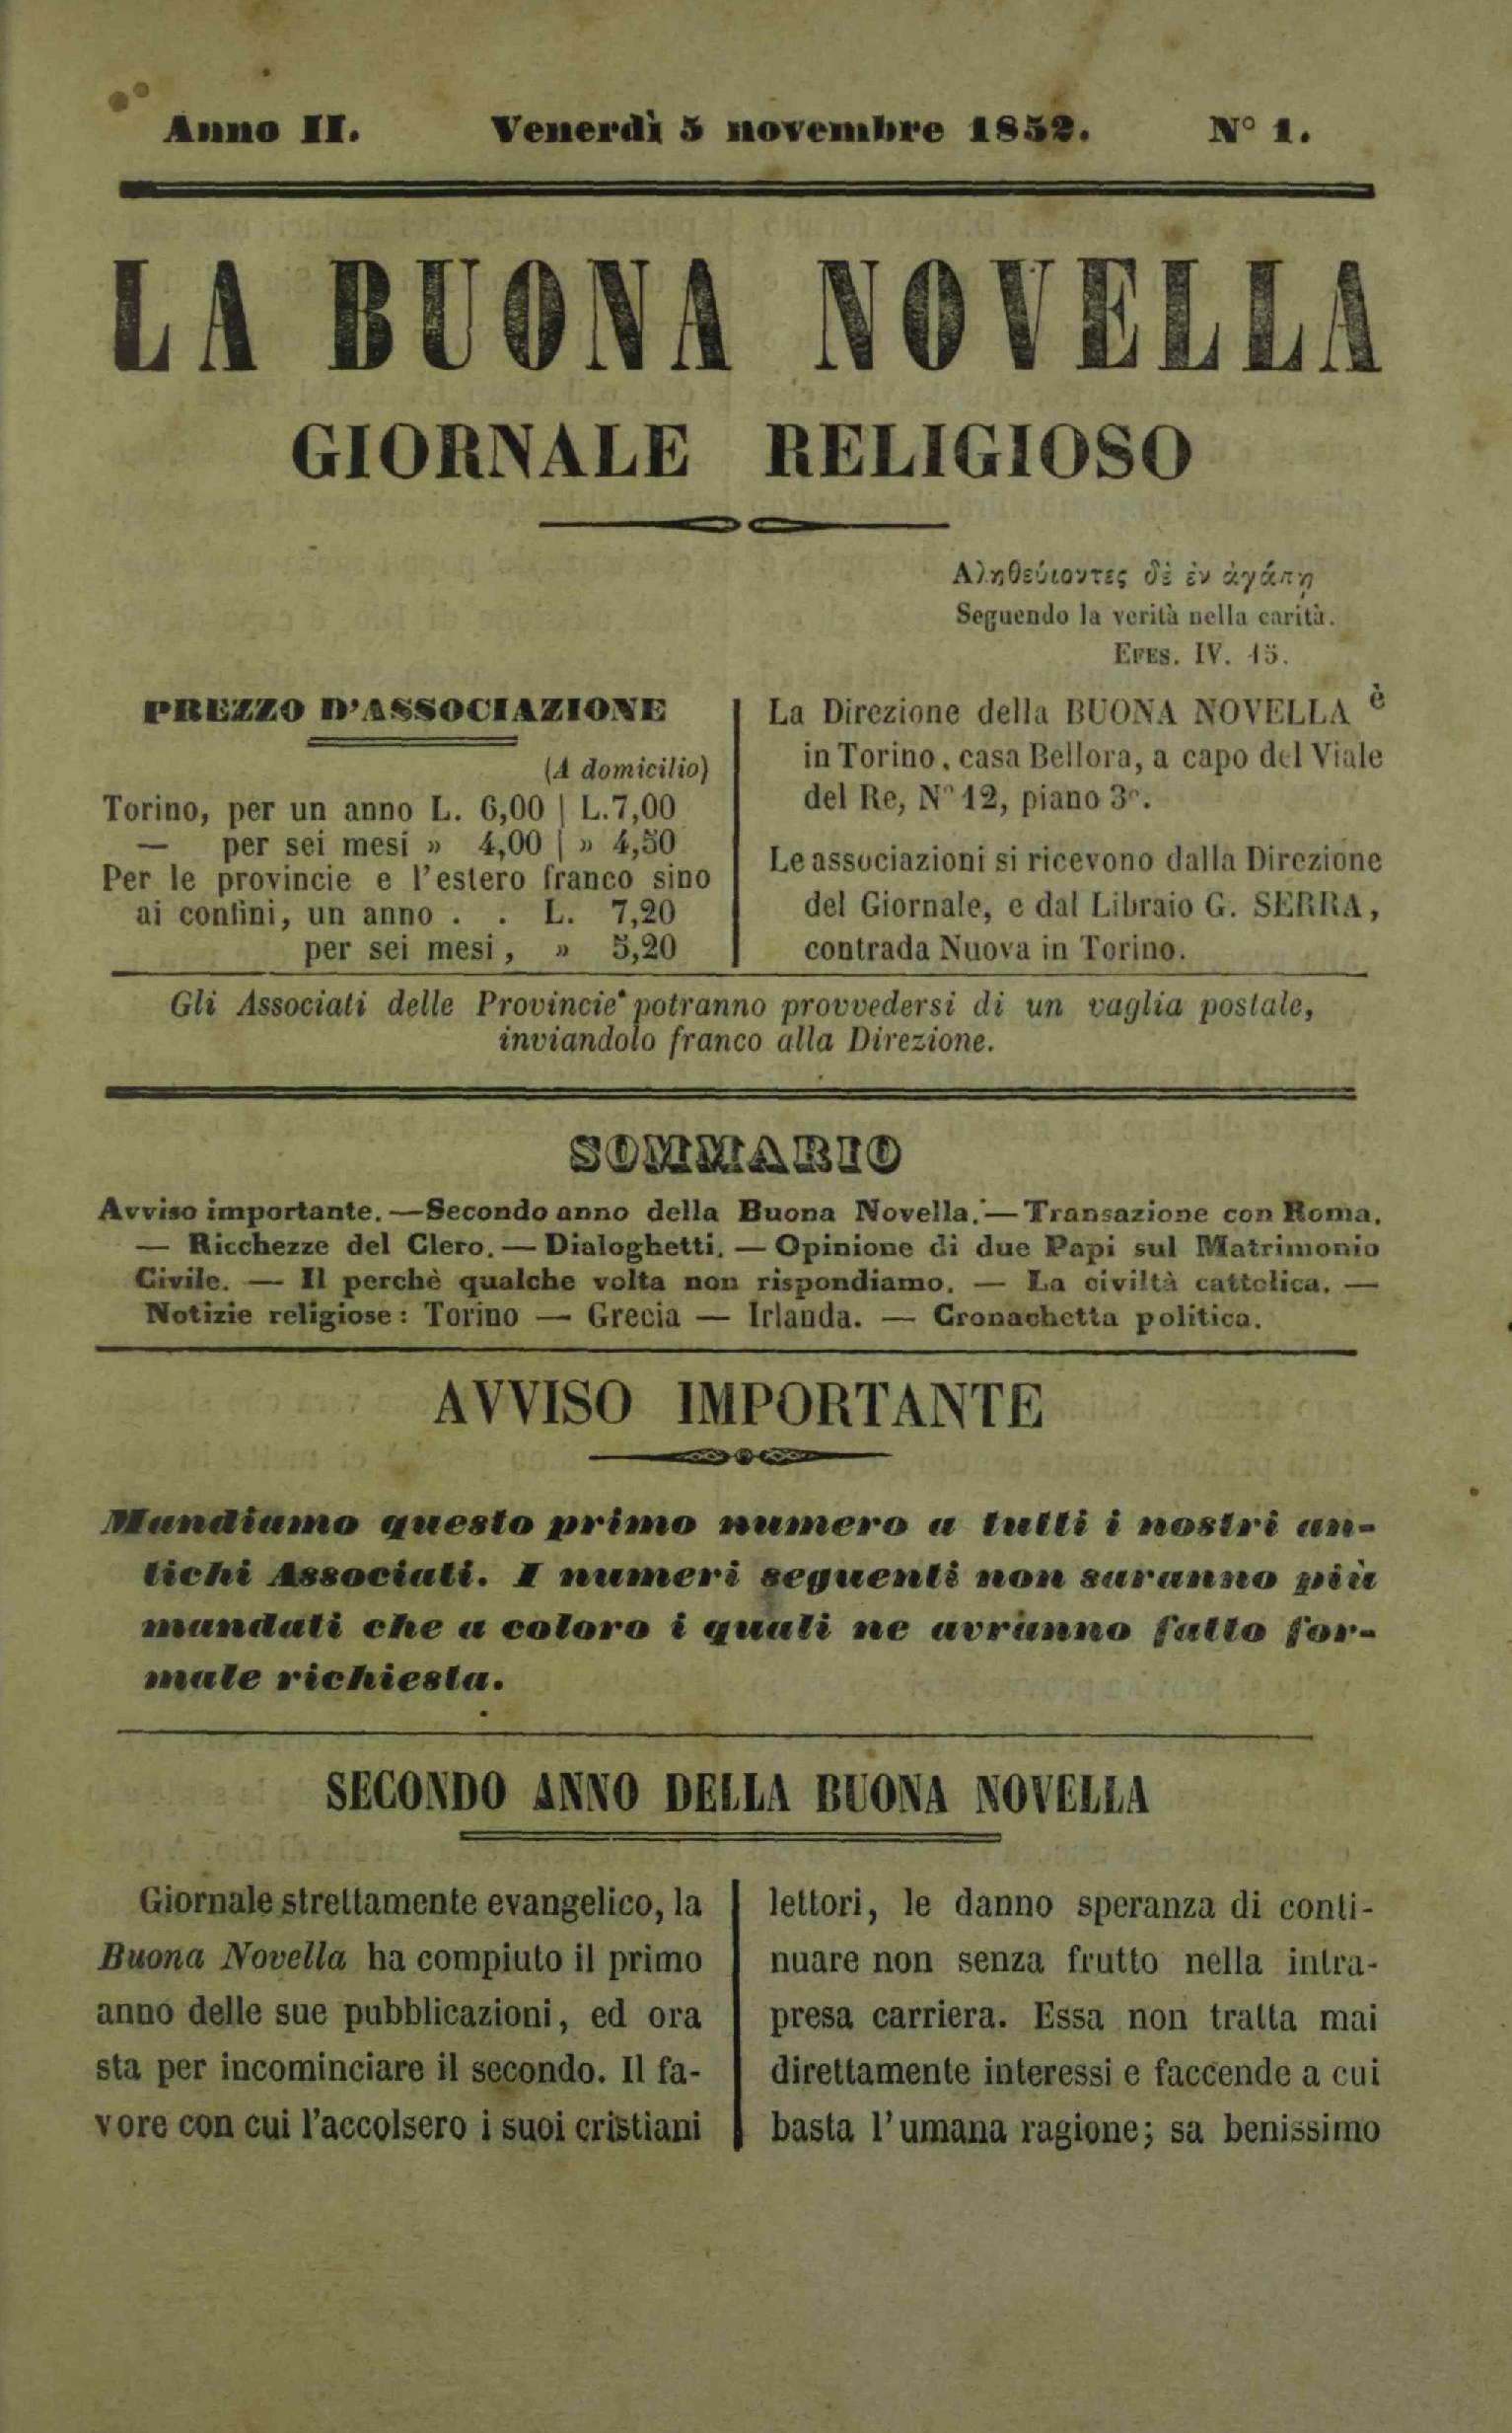 Anno II. Venerdì 5 novembre 1852. N° 1.
LA BUONA NOVELLA
GIORNALE RELIGIOSO
Αληθεύιοντες δὲ ἐν ἀγάπῃ
Seguendo la verità nella carità.
EFES. IV. 15.
PREZZO D'ASSOCIAZIONE
(A domicilio)
Torino, per un anno L. 6,00 | L. 7,00
— per sei mesi » 4,00 | » 4,50
Per le provincie e l'estero franco sino
ai confini, un anno . . L. 7,20
per sei mesi, » 5,20
La Direzione della BUONA NOVELLA è
in Torino, casa Bellora, a capo del Viale
del Re, N° 12, piano 3°.
Le associazioni si ricevono dalla Direzione
del Giornale, e dal Libraio G. SERRA,
contrada Nuova in Torino.
Gli Associati delle Provincie potranno provvedersi di un vaglia postale,
inviandolo franco alla Direzione.
SOMMARIO
Avviso importante. — Secondo anno della Buona Novella. — Transazione con Roma.
— Ricchezze del Clero. — Dialoghetti. — Opinione di due Papi sul Matrimonio
Civile. — Il perchè qualche volta non rispondiamo. — La civiltà cattolica. —
Notizie religiose: Torino — Grecia — Irlanda. — Cronachetta politica.
AVVISO IMPORTANTE
Mandiamo questo primo numero a tutti i nostri an-
tichi Associati. I numeri seguenti non saranno più
mandati che a coloro i quali ne avranno fatto for-
male richiesta.
SECONDO ANNO DELLA BUONA NOVELLA
Giornale strettamente evangelico, la
Buona Novella ha compiuto il primo
anno delle sue pubblicazioni, ed ora
sta per incominciare il secondo. Il fa-
vore con cui l'accolsero i suoi cristiani
lettori, le danno speranza di conti-
nuare non senza frutto nella intra-
presa carriera. Essa non tratta mai
direttamente interessi e faccende a cui
basta l'umana ragione; sa benissimo